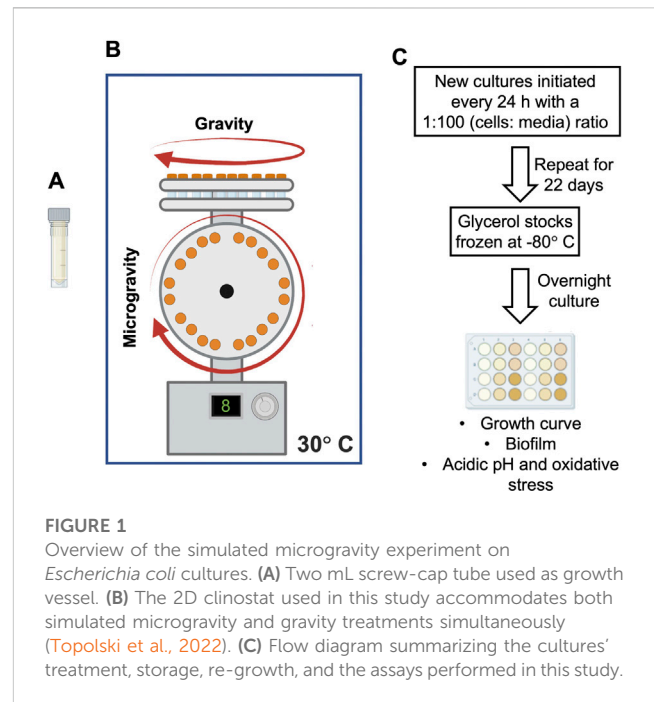 A
B
Gravity
Microgravity
8
30° C
C
New cultures initiated
every 24 h with a
1:100 (cells: media) ratio
Repeat for
22 days
Glycerol stocks
frozen at -80° C
Overnight
culture
• Growth curve
• Biofilm
• Acidic pH and oxidative
stress
FIGURE 1
Overview of the simulated microgravity experiment on
Escherichia coli cultures. (A) Two mL screw-cap tube used as growth
vessel. (B) The 2D clinostat used in this study accommodates both
simulated microgravity and gravity treatments simultaneously
(Topolski et al., 2022). (C) Flow diagram summarizing the cultures’
treatment, storage, re-growth, and the assays performed in this study.